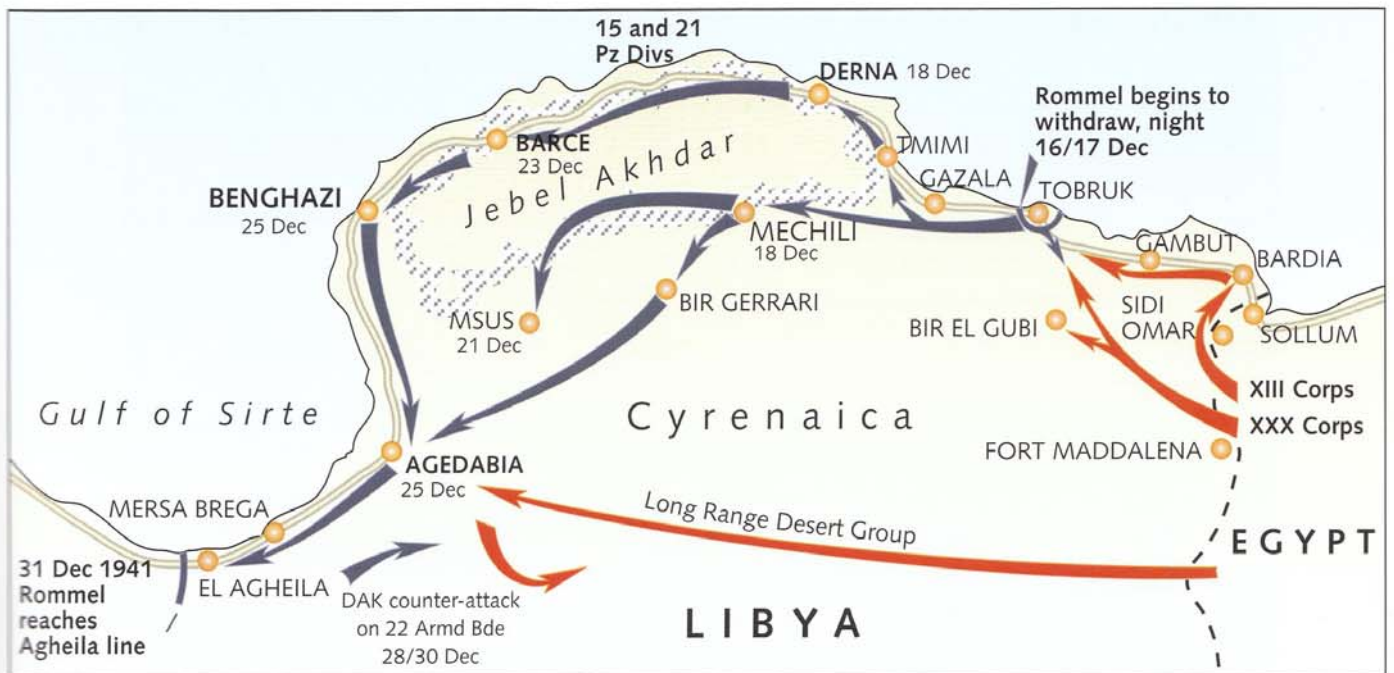 15 and 21
Pz Divs
DERNA 18 Dec
Rommel begins to
withdraw, night
16/17 Dec
BARCE
23 Dec
Jebel Akhdar
TMIMI
GAZALA
TOBRUK
BENGHAZI
25 Dec
MECHILI
18 Dec
GAMBUT
BARDIA
MSUS
21 Dec
BIR GERRARI
BIR EL GUBI
SIDI
OMAR
SOLLUM
XIII Corps
XXX Corps
Gulf of Sirte
Cyrenaica
FORT MADDALENA
AGEDABIA
25 Dec
MERSA BREGA
Long Range Desert Group
EGYPT
31 Dec 1941
Rommel
reaches
Agheila line
EL AGHEILA
DAK counter-attack
on 22 Armd Bde
28/30 Dec
LIBYA